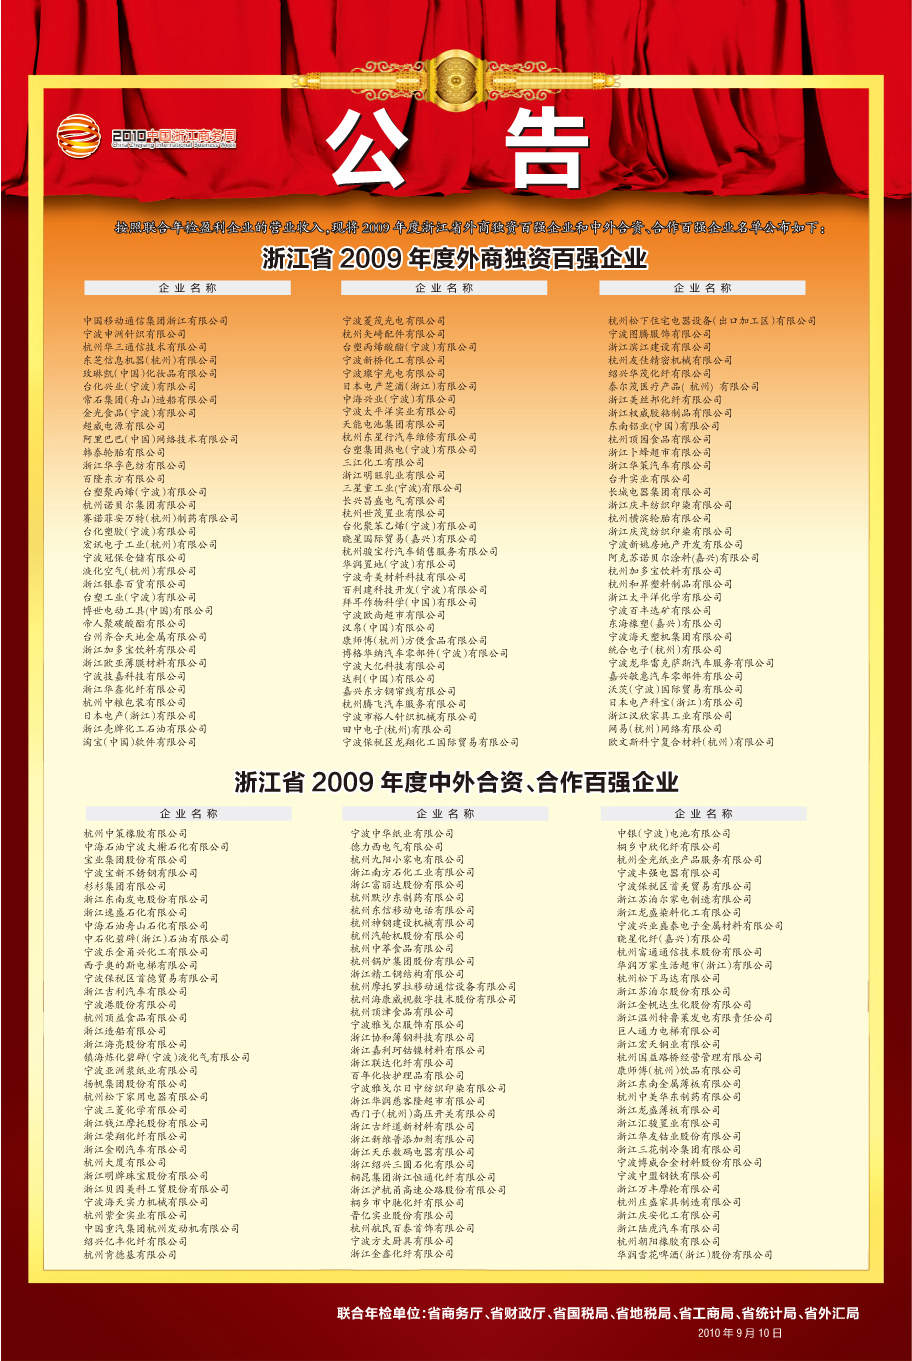 2010中国浙江商务周
China Zhejiang International Business Week
公 告
按照联合年检盈利企业的营业收入,现将 2009 年度浙江省外商独资百强企业和中外合资、合作百强企业名单公布如下:
浙江省 2009 年度外商独资百强企业
企 业 名 称
中国移动通信集团浙江有限公司
宁波申洲针织有限公司
杭州华三通信技术有限公司
东芝信息机器(杭州)有限公司
玫琳凯(中国)化妆品有限公司
台化兴业(宁波)有限公司
常石集团(舟山)造船有限公司
金光食品(宁波)有限公司
超威电源有限公司
阿里巴巴(中国)网络技术有限公司
韩泰轮胎有限公司
浙江华孚色纺有限公司
百隆东方有限公司
台塑聚丙烯(宁波)有限公司
杭州诺贝尔集团有限公司
赛诺菲安万特(杭州)制药有限公司
台化塑胶(宁波)有限公司
宏讯电子工业(杭州)有限公司
宁波冠保仓储有限公司
液化空气(杭州)有限公司
浙江银泰百货有限公司
台塑工业(宁波)有限公司
博世电动工具(中国)有限公司
帝人聚碳酸酯有限公司
台州齐合天地金属有限公司
浙江加多宝饮料有限公司
浙江欧亚薄膜材料有限公司
宁波技嘉科技有限公司
浙江华鑫化纤有限公司
杭州中粮包装有限公司
日本电产(浙江)有限公司
浙江壳牌化工石油有限公司
淘宝(中国)软件有限公司
企 业 名 称
宁波菱茂光电有限公司
杭州矢崎配件有限公司
台塑丙烯酸酯(宁波)有限公司
宁波新桥化工有限公司
宁波璨宇光电有限公司
日本电产芝浦(浙江)有限公司
中海兴业(宁波)有限公司
宁波太平洋实业有限公司
天能电池集团有限公司
杭州东星行汽车维修有限公司
台塑集团热电(宁波)有限公司
三江化工有限公司
浙江明旺乳业有限公司
三星重工业(宁波)有限公司
长兴昌盛电气有限公司
杭州世茂置业有限公司
台化聚苯乙烯(宁波)有限公司
晓星国际贸易(嘉兴)有限公司
杭州骏宝行汽车销售服务有限公司
华润置地(宁波)有限公司
宁波奇美材料科技有限公司
百利建科技开发(宁波)有限公司
拜耳作物科学(中国)有限公司
宁波欧尚超市有限公司
汉帛(中国)有限公司
康师傅(杭州)方便食品有限公司
博格华纳汽车零部件(宁波)有限公司
宁波大亿科技有限公司
达利(中国)有限公司
嘉兴东方钢帘线有限公司
杭州腾飞汽车服务有限公司
宁波市裕人针织机械有限公司
田中电子(杭州)有限公司
宁波保税区龙翔化工国际贸易有限公司
企 业 名 称
杭州松下住宅电器设备(出口加工区)有限公司
宁波图腾服饰有限公司
浙江滨江建设有限公司
杭州友佳精密机械有限公司
绍兴华茂化纤有限公司
泰尔茂医疗产品( 杭州) 有限公司
浙江美丝邦化纤有限公司
浙江权威胶粘制品有限公司
东南铝业(中国)有限公司
杭州顶园食品有限公司
浙江卜蜂超市有限公司
浙江华策汽车有限公司
台升实业有限公司
长城电器集团有限公司
浙江庆丰纺织印染有限公司
杭州横滨轮胎有限公司
浙江庆茂纺织印染有限公司
宁波新姚房地产开发有限公司
阿克苏诺贝尔涂料(嘉兴)有限公司
杭州加多宝饮料有限公司
杭州和昇塑料制品有限公司
浙江太平洋化学有限公司
宁波百丰选矿有限公司
东海橡塑(嘉兴)有限公司
宁波海天塑机集团有限公司
统合电子(杭州)有限公司
宁波龙华雷克萨斯汽车服务有限公司
嘉兴敏惠汽车零部件有限公司
沃茨(宁波)国际贸易有限公司
日本电产科宝(浙江)有限公司
浙江汉欣家具工业有限公司
网易(杭州)网络有限公司
欧文斯科宁复合材料(杭州)有限公司
浙江省 2009 年度中外合资、合作百强企业
企 业 名 称
杭州中策橡胶有限公司
中海石油宁波大榭石化有限公司
宝业集团股份有限公司
宁波宝新不锈钢有限公司
杉杉集团有限公司
浙江东南发电股份有限公司
浙江逸盛石化有限公司
中海石油舟山石化有限公司
中石化碧辟(浙江)石油有限公司
宁波乐金甬兴化工有限公司
西子奥的斯电梯有限公司
宁波保税区首德贸易有限公司
浙江吉利汽车有限公司
宁波港股份有限公司
杭州顶益食品有限公司
浙江造船有限公司
浙江海亮股份有限公司
镇海炼化碧辟(宁波)液化气有限公司
宁波亚洲浆纸业有限公司
扬帆集团股份有限公司
杭州松下家用电器有限公司
宁波三菱化学有限公司
浙江钱江摩托股份有限公司
浙江荣翔化纤有限公司
浙江金刚汽车有限公司
杭州大厦有限公司
浙江明牌珠宝股份有限公司
浙江贝因美科工贸股份有限公司
宁波海天实力机械有限公司
杭州紫金实业有限公司
中国重汽集团杭州发动机有限公司
绍兴亿丰化纤有限公司
杭州肯德基有限公司
企 业 名 称
宁波中华纸业有限公司
德力西电气有限公司
杭州九阳小家电有限公司
浙江南方石化工业有限公司
浙江富丽达股份有限公司
杭州默沙东制药有限公司
杭州东信移动电话有限公司
杭州神钢建设机械有限公司
杭州汽轮机股份有限公司
杭州中萃食品有限公司
杭州锅炉集团股份有限公司
浙江精工钢结构有限公司
杭州摩托罗拉移动通信设备有限公司
杭州海康威视数字技术股份有限公司
杭州顶津食品有限公司
宁波雅戈尔服饰有限公司
浙江协和薄钢科技有限公司
浙江嘉利珂钴镍材料有限公司
浙江联达化纤有限公司
百年化妆护理品有限公司
宁波雅戈尔日中纺织印染有限公司
浙江华润慈客隆超市有限公司
西门子(杭州)高压开关有限公司
浙江古纤道新材料有限公司
浙江新维普添加剂有限公司
浙江天乐数码电器有限公司
浙江绍兴三圆石化有限公司
桐昆集团浙江恒通化纤有限公司
浙江沪杭甬高速公路股份有限公司
桐乡市中驰化纤有限公司
晋亿实业股份有限公司
杭州航民百泰首饰有限公司
宁波方太厨具有限公司
浙江金鑫化纤有限公司
企 业 名 称
中银(宁波)电池有限公司
桐乡中欣化纤有限公司
杭州金光纸业产品服务有限公司
宁波丰强电器有限公司
宁波保税区首美贸易有限公司
浙江苏泊尔家电制造有限公司
浙江龙盛染料化工有限公司
宁波兴业盛泰电子金属材料有限公司
晓星化纤(嘉兴)有限公司
杭州富通通信技术股份有限公司
华润万家生活超市(浙江)有限公司
杭州松下马达有限公司
浙江苏泊尔股份有限公司
浙江金帆达生化股份有限公司
浙江温州特鲁莱发电有限责任公司
巨人通力电梯有限公司
浙江宏天铜业有限公司
杭州国益路桥经营管理有限公司
康师傅(杭州)饮品有限公司
浙江东南金属薄板有限公司
杭州中美华东制药有限公司
浙江龙盛薄板有限公司
浙江汇骏置业有限公司
浙江华友钴业股份有限公司
浙江三花制冷集团有限公司
宁波博威合金材料股份有限公司
宁波中盟钢铁有限公司
浙江万丰摩轮有限公司
杭州庄盛家具制造有限公司
浙江庆安化工有限公司
浙江陆虎汽车有限公司
杭州朝阳橡胶有限公司
华润雪花啤酒(浙江)股份有限公司
联合年检单位:省商务厅、省财政厅、省国税局、省地税局、省工商局、省统计局、省外汇局
2010 年 9 月 10 日